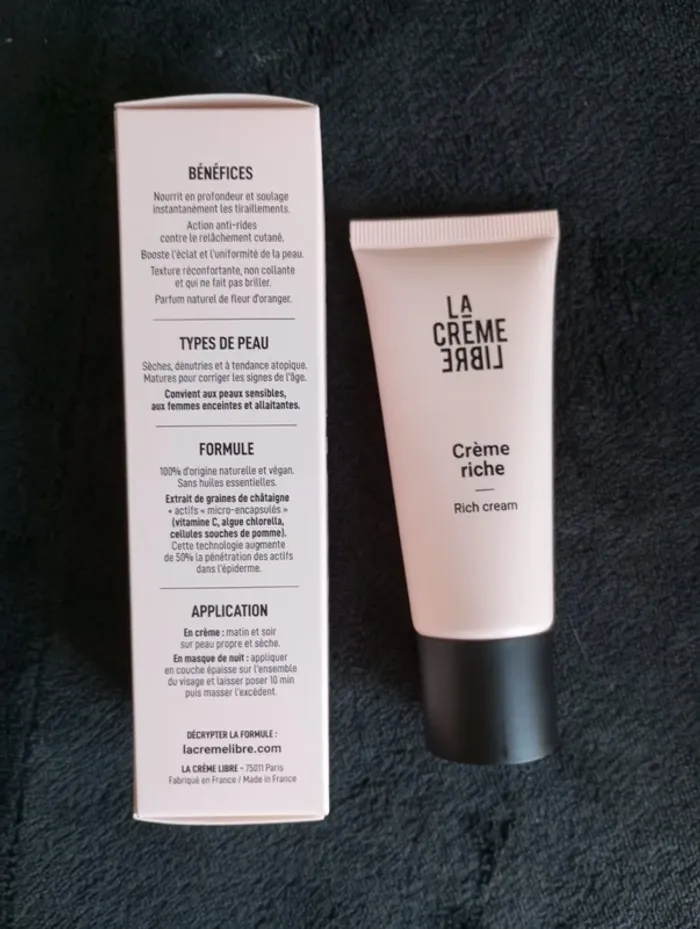 BÉNÉFICES
Nourrit en profondeur et soulage
instantanément les tiraillements.
Action anti-rides
contre le relâchement cutané.
Booste l'éclat et l'uniformité de la peau.
Texture réconfortante, non collante
et qui ne fait pas briller.
Parfum naturel de fleur d'oranger.
TYPES DE PEAU
Sèches, dénutries et à tendance atopique.
Matures pour corriger les signes de l'âge.
Convient aux peaux sensibles,
aux femmes enceintes et allaitantes.
FORMULE
100% d'origine naturelle et végan.
Sans huiles essentielles.
Extrait de graines de châtaigne
+ actifs « micro-encapsulés »
(vitamine C, algue chlorella,
cellules souches de pomme).
Cette technologie augmente
de 50% la pénétration des actifs
dans l'épiderme.
APPLICATION
En crème : matin et soir
sur peau propre et sèche.
En masque de nuit : appliquer
en couche épaisse sur l'ensemble
du visage et laisser poser 10 min
puis masser l'excédent.
DÉCRYPTER LA FORMULE :
lacremelibre.com
LA CRÈME LIBRE - 75011 Paris
Fabriqué en France / Made in France
LA
CRÈME
LIBRE
Crème
riche
Rich cream